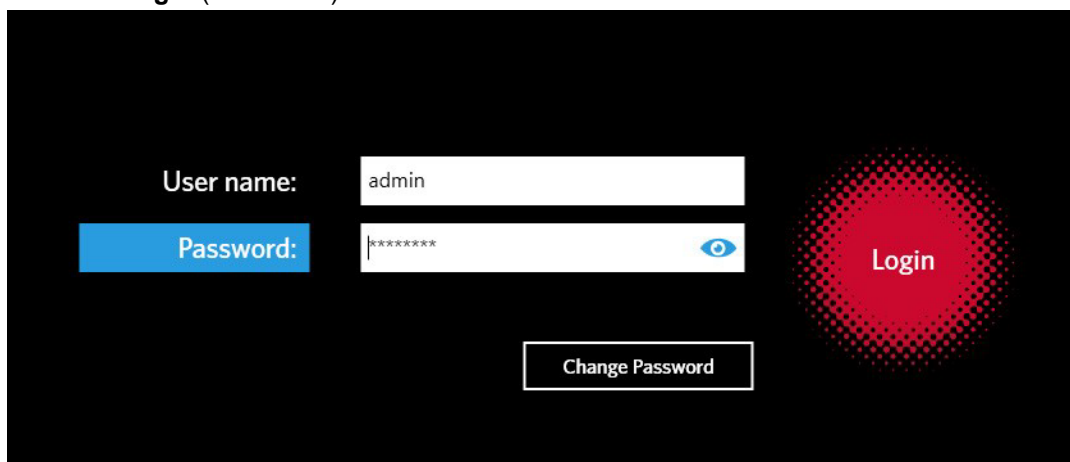 User name:
admin
Password:
********
Login
Change Password